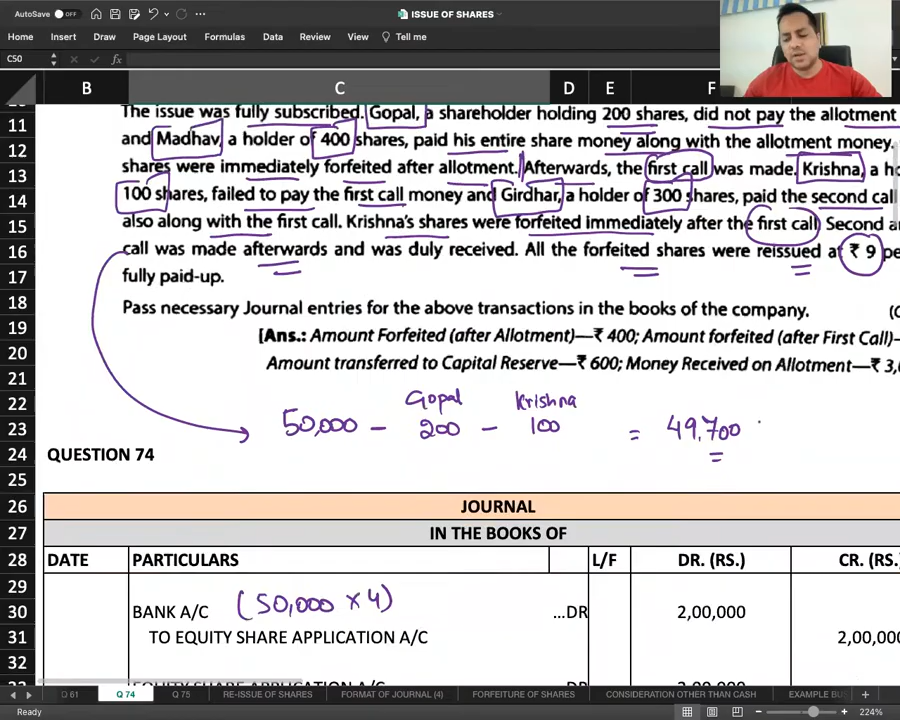 AutoSave OFF ISSUE OF SHARES
Home Insert Draw Page Layout Formulas Data Review View Tell me
C50 fx
B C D E F
11 The issue was fully subscribed. Gopal, a shareholder holding 200 shares, did not pay the allotment
12 and Madhav, a holder of 400 shares, paid his entire share money along with the allotment money.
13 shares were immediately forfeited after allotment. Afterwards, the first call was made. Krishna, a ho
14 100 shares, failed to pay the first call money and Girdhar, a holder of 300 shares, paid the second call
15 also along with the first call. Krishna's shares were forfeited immediately after the first call. Second an
16 call was made afterwards and was duly received. All the forfeited shares were reissued at ₹ 9 pe
17 fully paid-up.
18 Pass necessary Journal entries for the above transactions in the books of the company. (C
19 [Ans.: Amount Forfeited (after Allotment)—₹ 400; Amount forfeited (after First Call)–
20 Amount transferred to Capital Reserve—₹ 600; Money Received on Allotment—₹ 3,
21
22 Gopal Krishna
23 50,000 – 200 – 100 = 49,700
24 QUESTION 74
25
26 JOURNAL
27 IN THE BOOKS OF
28 DATE PARTICULARS L/F DR. (RS.) CR. (RS.
29
30 BANK A/C (50,000 × 4) ...DR 2,00,000
31 TO EQUITY SHARE APPLICATION A/C 2,00,000
32
Q 61 Q 74 Q 75 RE-ISSUE OF SHARES FORMAT OF JOURNAL (4) FORFEITURE OF SHARES CONSIDERATION OTHER THAN CASH EXAMPLE BU
Ready 224%